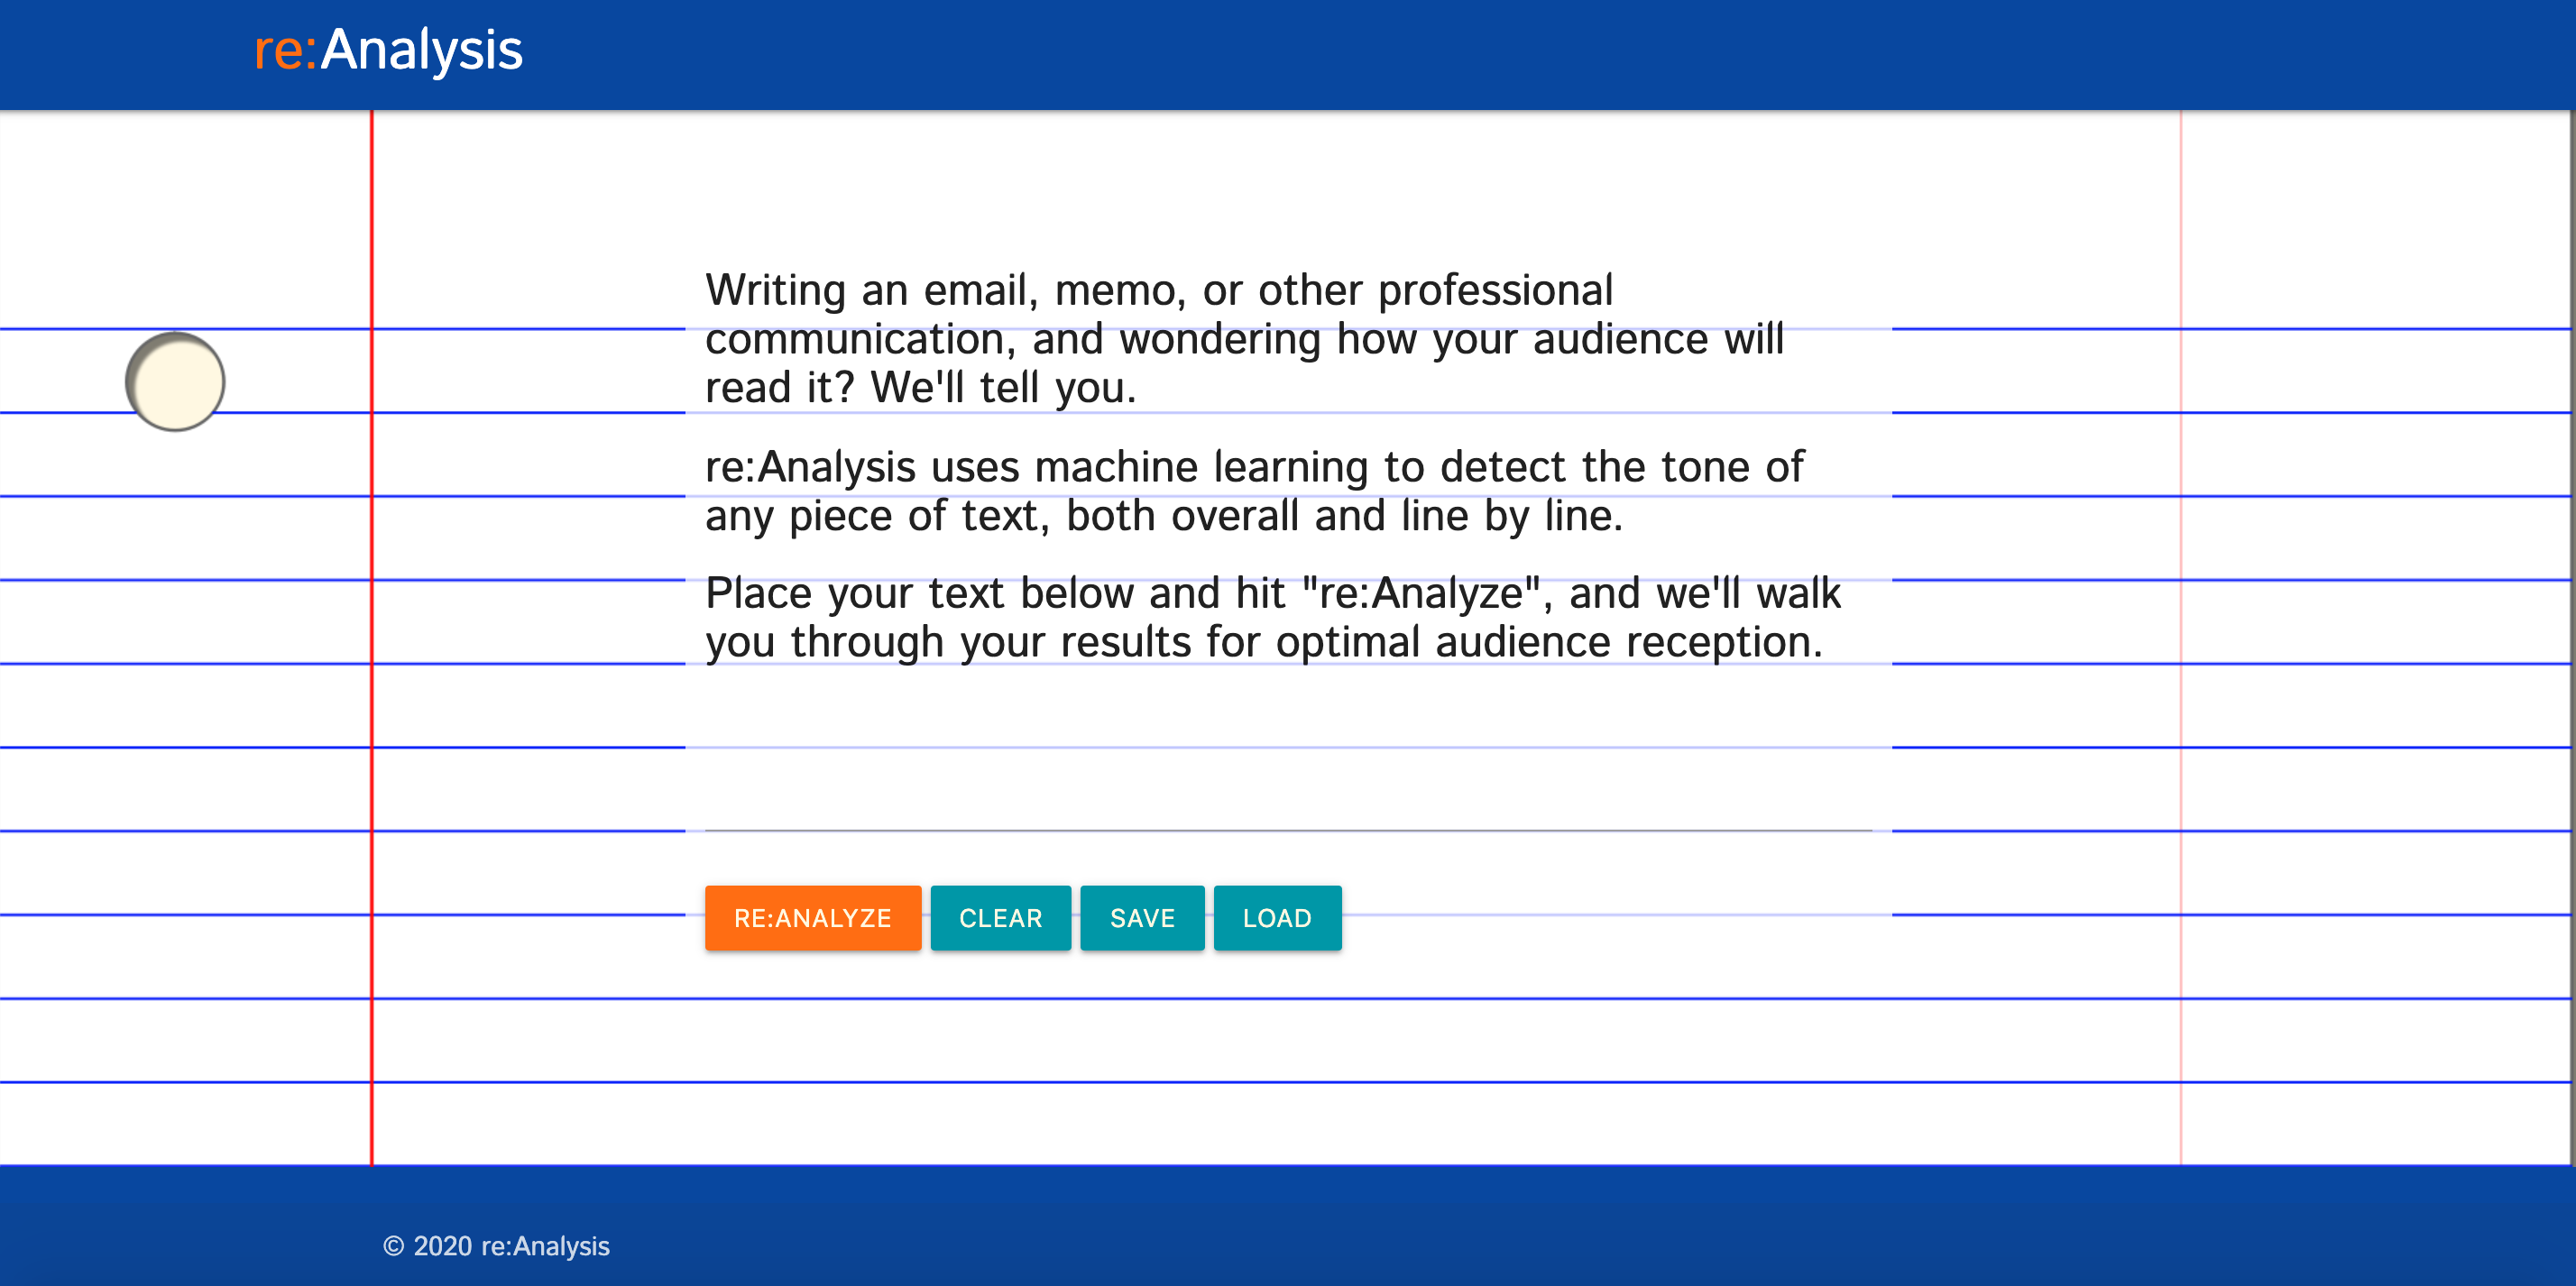 re:Analysis
Writing an email, memo, or other professional
communication, and wondering how your audience will
read it? We'll tell you.
re:Analysis uses machine learning to detect the tone of
any piece of text, both overall and line by line.
Place your text below and hit "re:Analyze", and we'll walk
you through your results for optimal audience reception.
RE:ANALYZE CLEAR SAVE LOAD
© 2020 re:Analysis